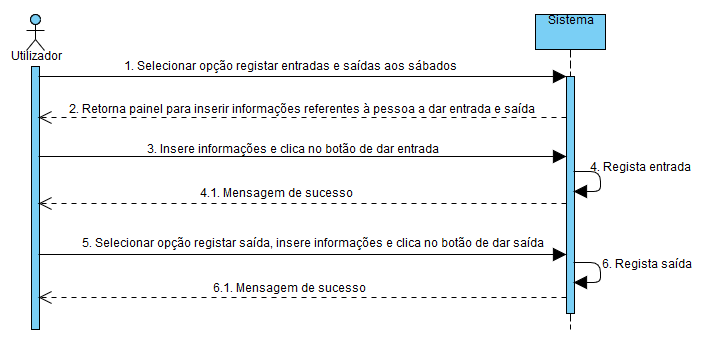 Sistema
Utilizador
1. Selecionar opção registar entradas e saídas aos sábados
2. Retorna painel para inserir informações referentes à pessoa a dar entrada e saída
3. Insere informações e clica no botão de dar entrada
4. Regista entrada
4.1. Mensagem de sucesso
5. Selecionar opção registar saída, insere informações e clica no botão de dar saída
6. Regista saída
6.1. Mensagem de sucesso